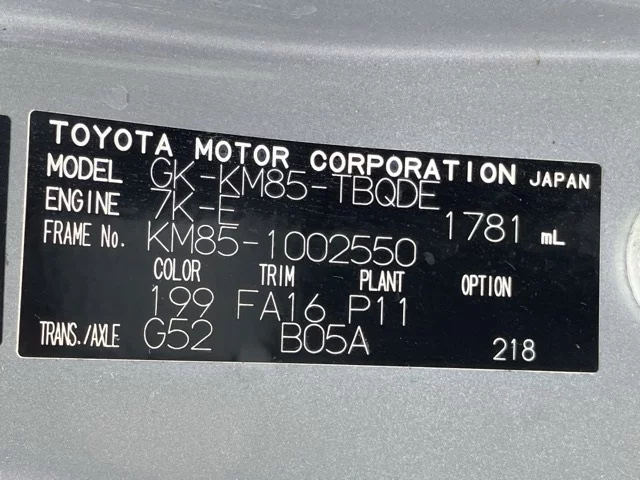 TOYOTA MOTOR CORPORATION JAPAN
MODEL GK-KM85-TBQDE
ENGINE 7K-E 1781 mL
FRAME No. KM85-1002550
COLOR TRIM PLANT OPTION
199 FA16 P11
TRANS./AXLE G52 B05A 218